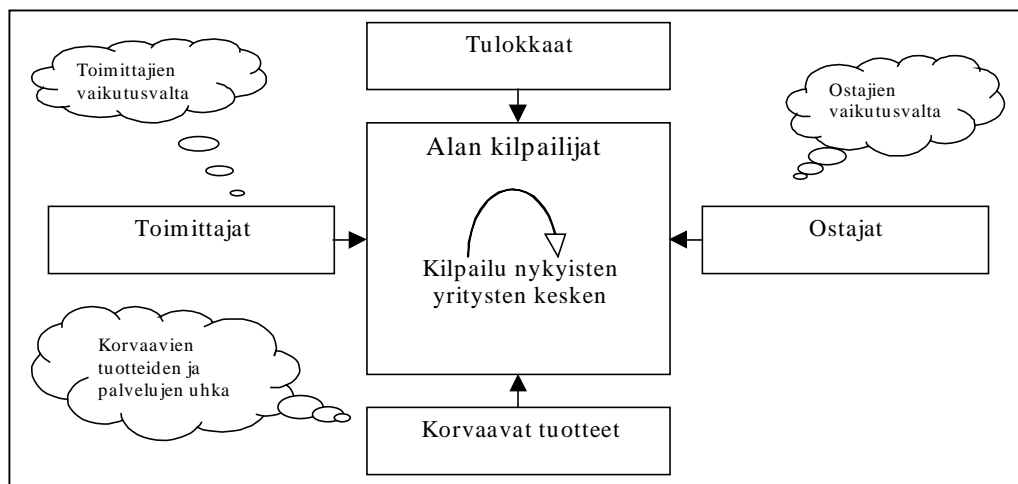 Tulokkaat
Toimittajien
vaikutusvalta
Ostajien
vaikutusvalta
Alan kilpailijat
Toimittajat
Ostajat
Kilpailu nykyisten
yritysten kesken
Korvaavien
tuotteiden ja
palvelujen uhka
Korvaavat tuotteet